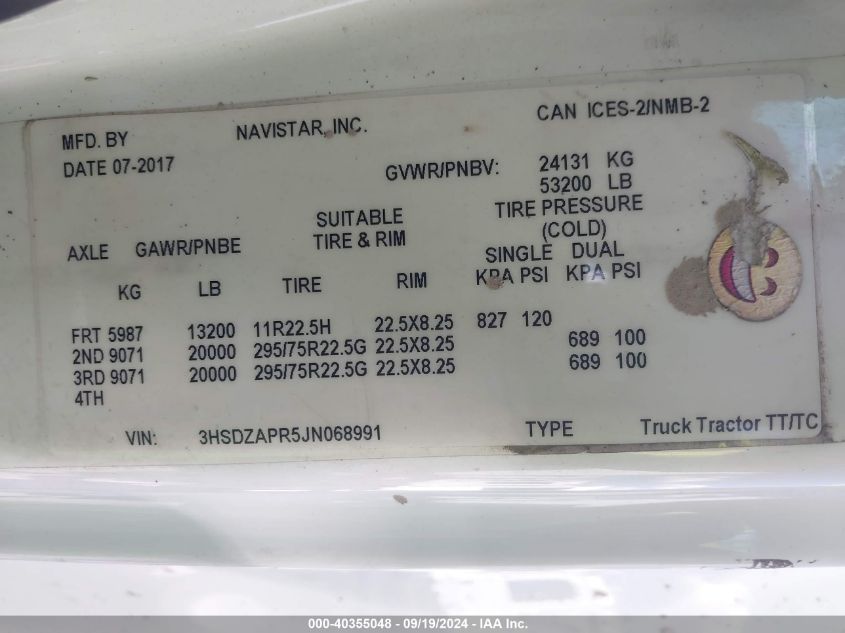 MFD. BY NAVISTAR, INC. CAN ICES-2/NMB-2
DATE 07-2017 GVWR/PNBV: 24131 KG
53200 LB
SUITABLE TIRE PRESSURE
AXLE GAWR/PNBE TIRE & RIM (COLD)
SINGLE DUAL
KG LB TIRE RIM KPA PSI KPA PSI
FRT 5987 13200 11R22.5H 22.5X8.25 827 120
2ND 9071 20000 295/75R22.5G 22.5X8.25 689 100
3RD 9071 20000 295/75R22.5G 22.5X8.25 689 100
4TH
VIN: 3HSDZAPR5JN068991 TYPE Truck Tractor TT/TC
000-40355048 - 09/19/2024 - IAA Inc.